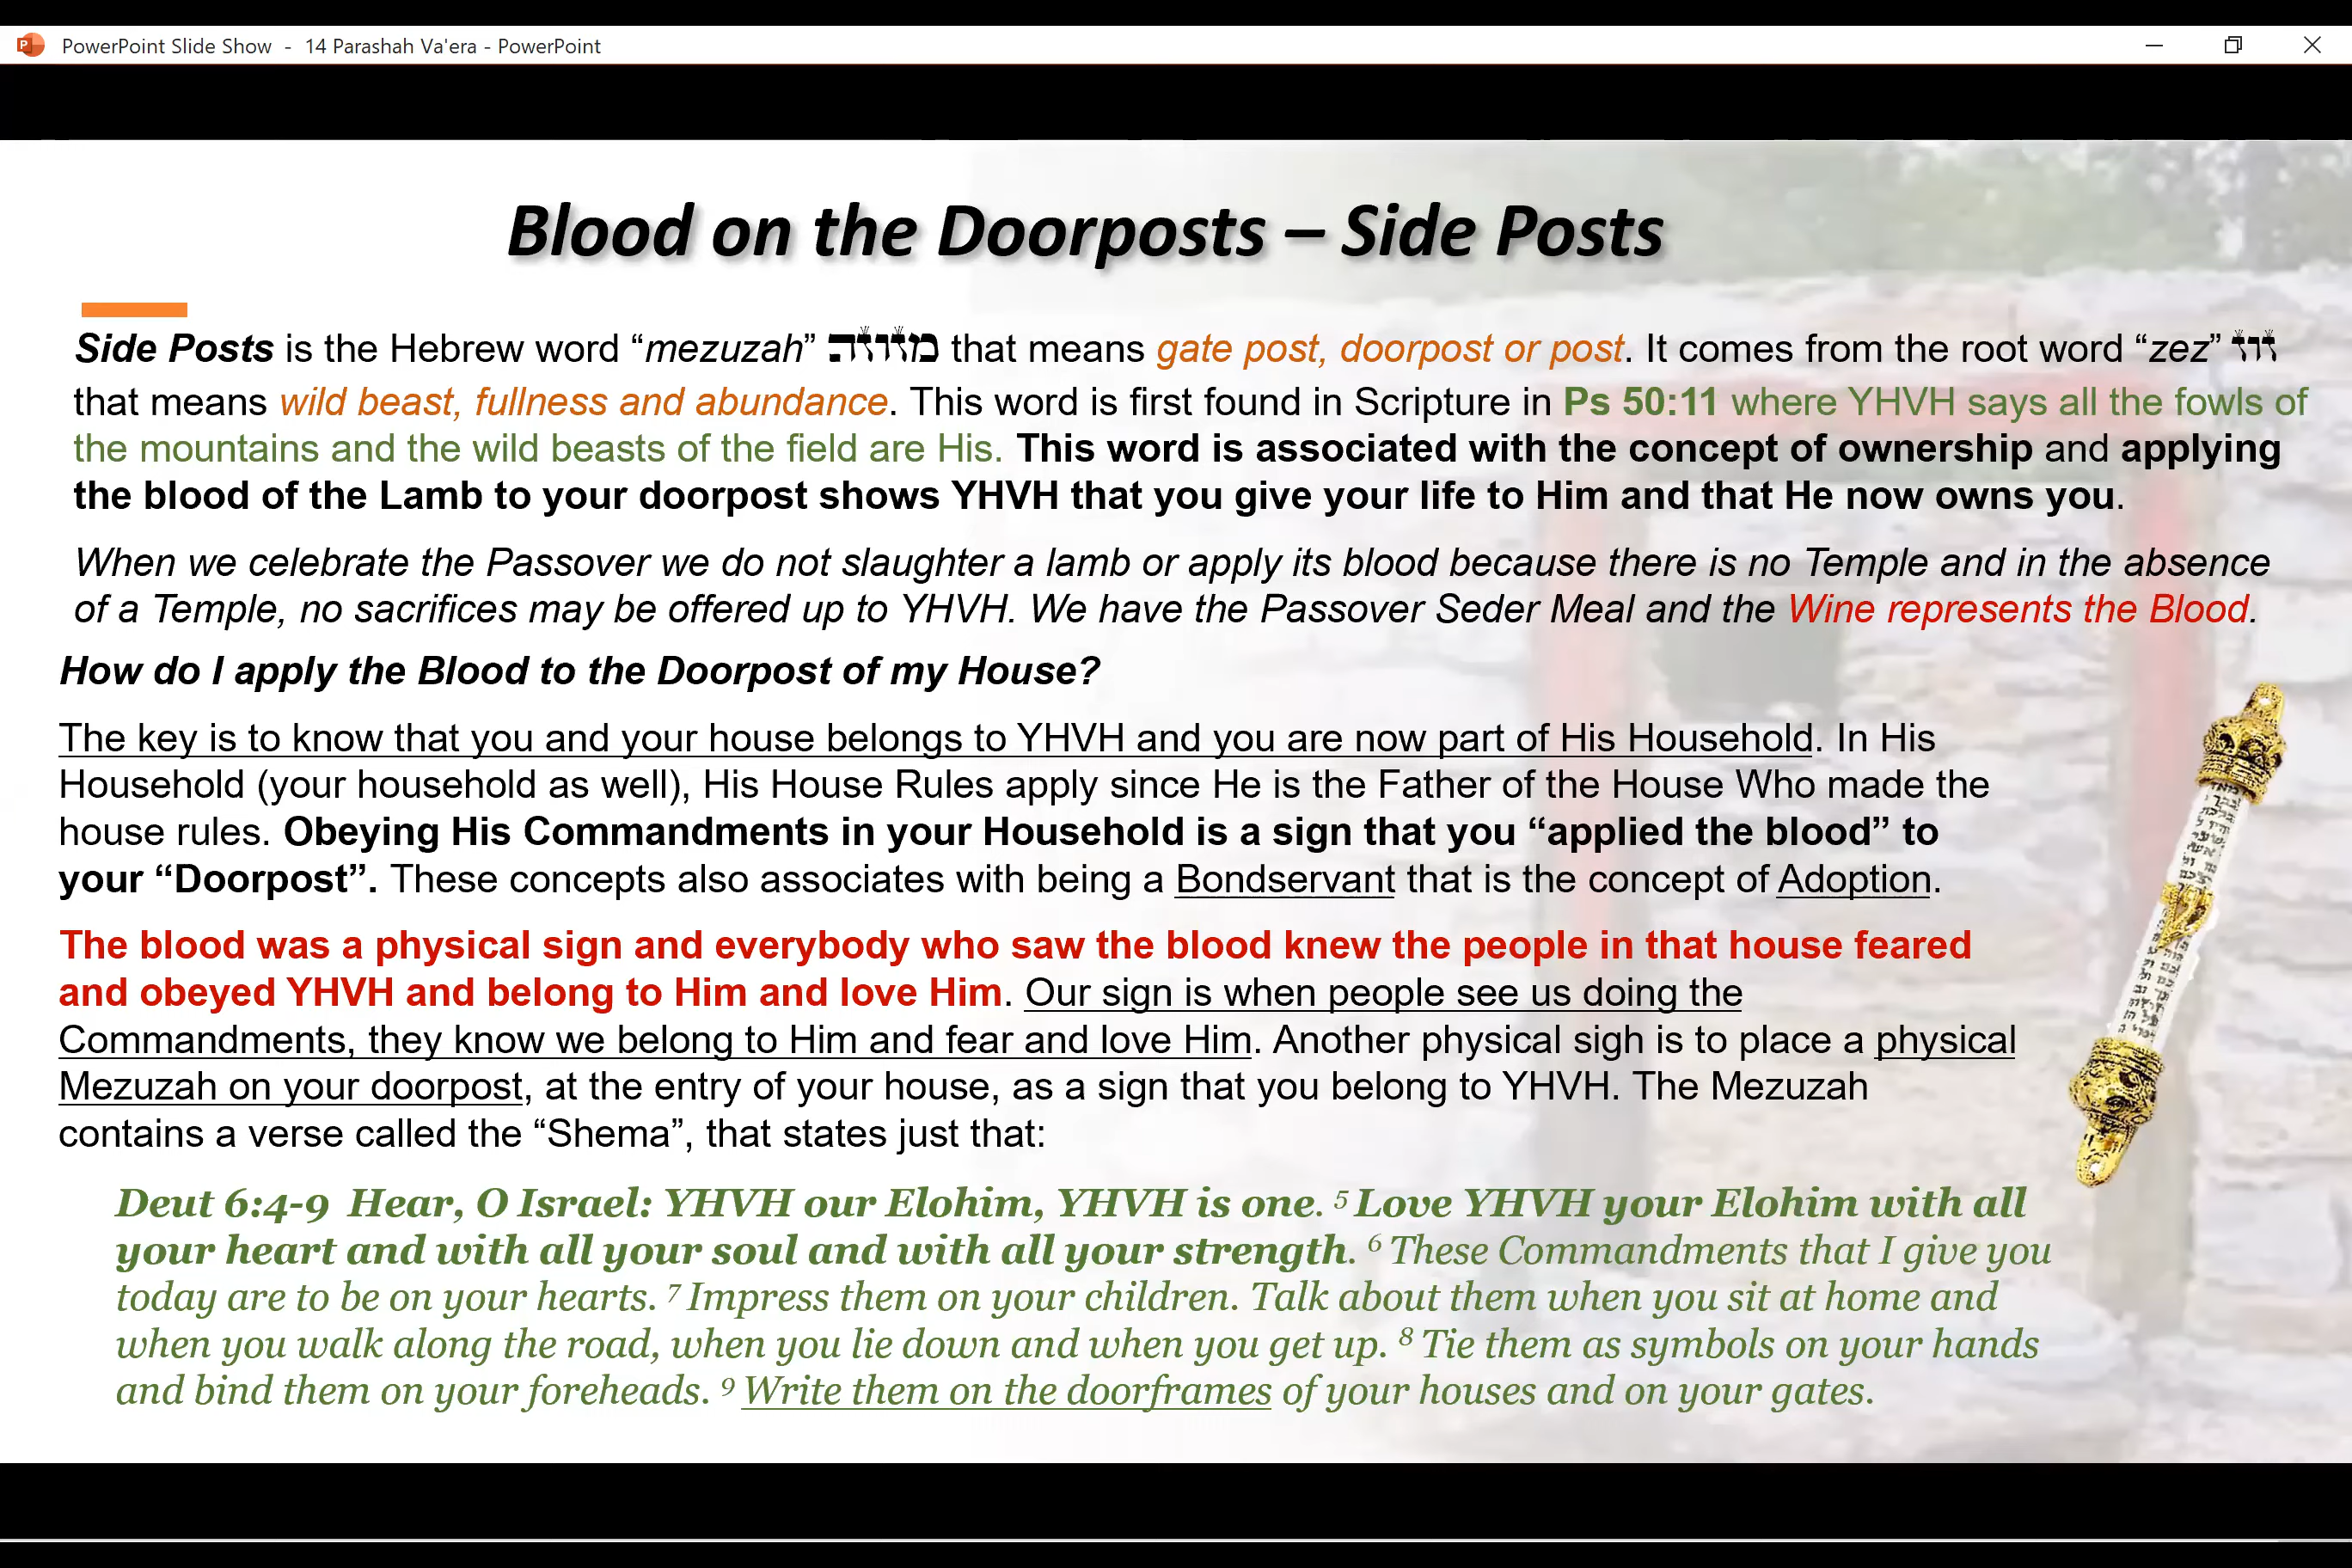 PowerPoint Slide Show - 14 Parashah Va'era - PowerPoint
Blood on the Doorposts – Side Posts
Side Posts is the Hebrew word “mezuzah” מזוזה that means gate post, doorpost or post. It comes from the root word “zez” זוז
that means wild beast, fullness and abundance. This word is first found in Scripture in Ps 50:11 where YHVH says all the fowls of
the mountains and the wild beasts of the field are His. This word is associated with the concept of ownership and applying
the blood of the Lamb to your doorpost shows YHVH that you give your life to Him and that He now owns you.
When we celebrate the Passover we do not slaughter a lamb or apply its blood because there is no Temple and in the absence
of a Temple, no sacrifices may be offered up to YHVH. We have the Passover Seder Meal and the Wine represents the Blood.
How do I apply the Blood to the Doorpost of my House?
The key is to know that you and your house belongs to YHVH and you are now part of His Household. In His
Household (your household as well), His House Rules apply since He is the Father of the House Who made the
house rules. Obeying His Commandments in your Household is a sign that you “applied the blood” to
your “Doorpost”. These concepts also associates with being a Bondservant that is the concept of Adoption.
The blood was a physical sign and everybody who saw the blood knew the people in that house feared
and obeyed YHVH and belong to Him and love Him. Our sign is when people see us doing the
Commandments, they know we belong to Him and fear and love Him. Another physical sigh is to place a physical
Mezuzah on your doorpost, at the entry of your house, as a sign that you belong to YHVH. The Mezuzah
contains a verse called the “Shema”, that states just that:
Deut 6:4-9 Hear, O Israel: YHVH our Elohim, YHVH is one. 5 Love YHVH your Elohim with all
your heart and with all your soul and with all your strength. 6 These Commandments that I give you
today are to be on your hearts. 7 Impress them on your children. Talk about them when you sit at home and
when you walk along the road, when you lie down and when you get up. 8 Tie them as symbols on your hands
and bind them on your foreheads. 9 Write them on the doorframes of your houses and on your gates.